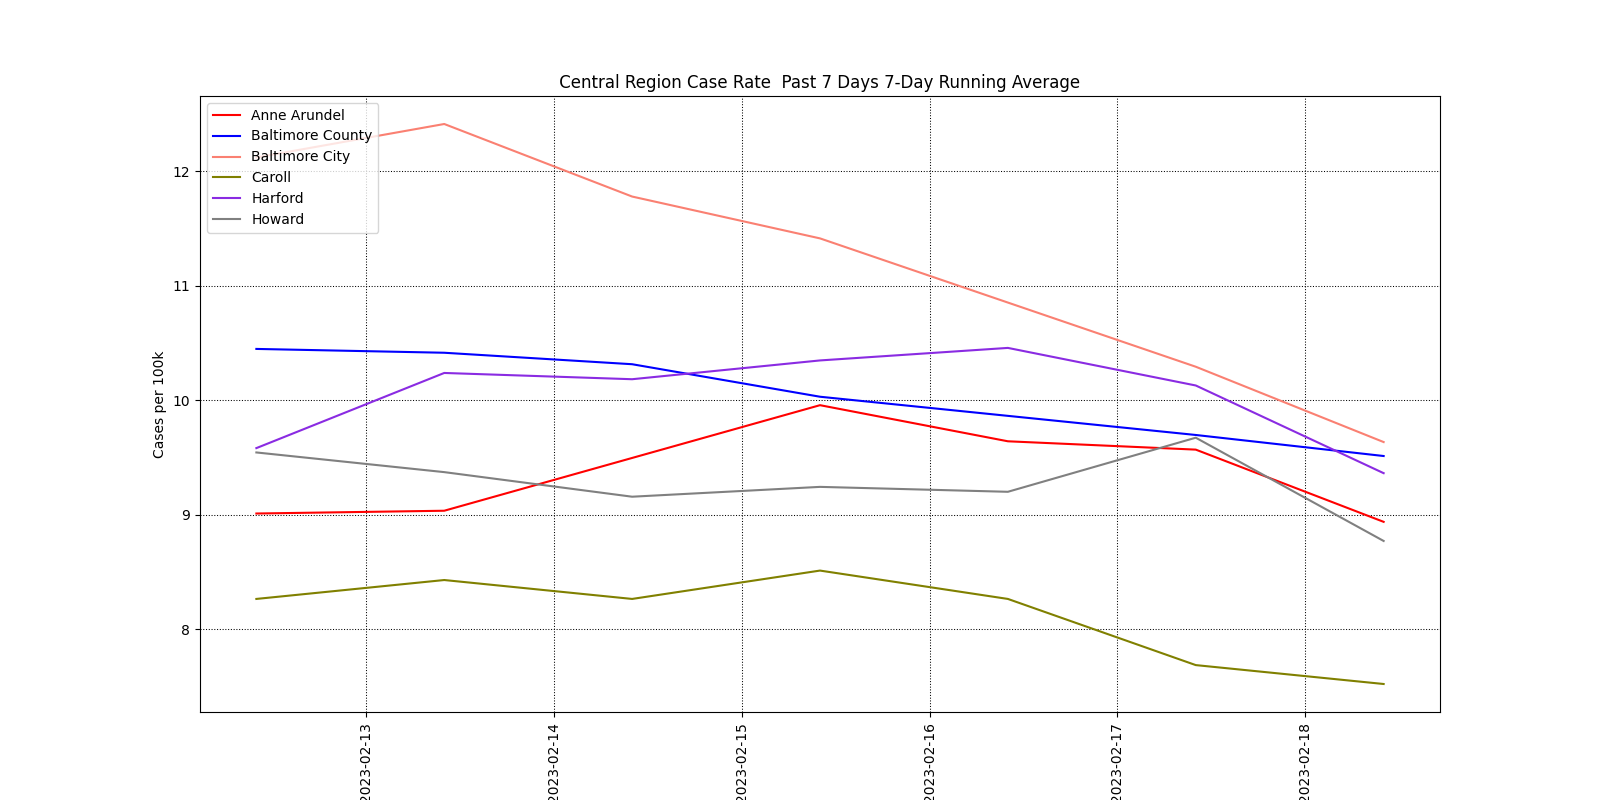 Central Region Case Rate  Past 7 Days 7-Day Running Average
Anne Arundel
Baltimore County
Baltimore City
Caroll
Harford
Howard
Cases per 100k
12
11
10
9
8
2023-02-13
2023-02-14
2023-02-15
2023-02-16
2023-02-17
2023-02-18